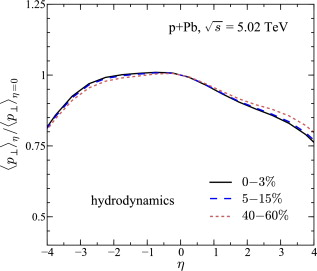 1.25
p+Pb, √s = 5.02 TeV
1
⟨p⊥⟩η/⟨p⊥⟩η=0
0.75
0−3%
5−15%
hydrodynamics
40−60%
0.5
−4 −3 −2 −1 0 1 2 3 4
η